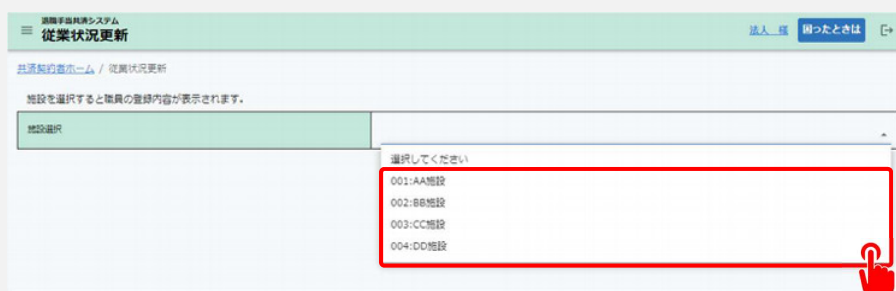 退職手当共済システム
従業状況更新
法人 様
困ったときは
共済契約者ホーム / 従業状況更新
施設を選択すると職員の登録内容が表示されます。
施設選択
選択してください
001:AA施設
002:BB施設
003:CC施設
004:DD施設